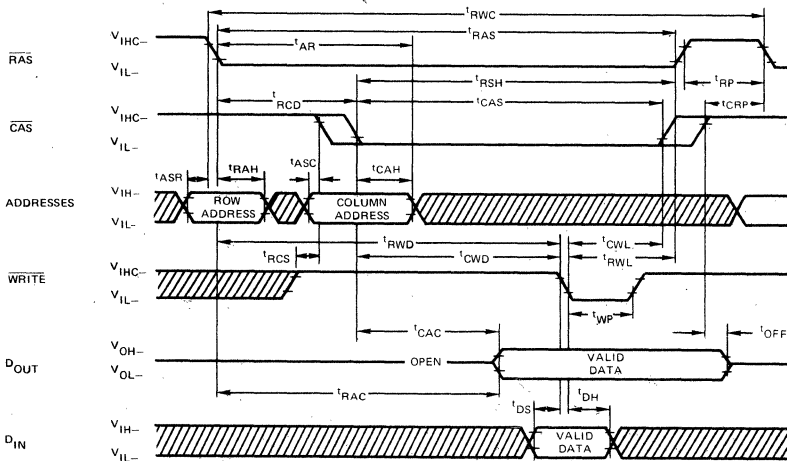 tRWC
tRAS
tAR
RAS
VIHC–
VIL–
tRP
tRSH
tRCD
tCAS
tCRP
CAS
VIHC–
VIL–
tASR
tRAH
tASC
tCAH
ADDRESSES
VIH–
VIL–
ROW ADDRESS
COLUMN ADDRESS
tRWD
tCWL
tRCS
tCWD
tRWL
WRITE
VIHC–
VIL–
tWP
tCAC
tOFF
DOUT
VOH–
VOL–
OPEN
VALID DATA
tRAC
tDS
tDH
DIN
VIH–
VIL–
VALID DATA